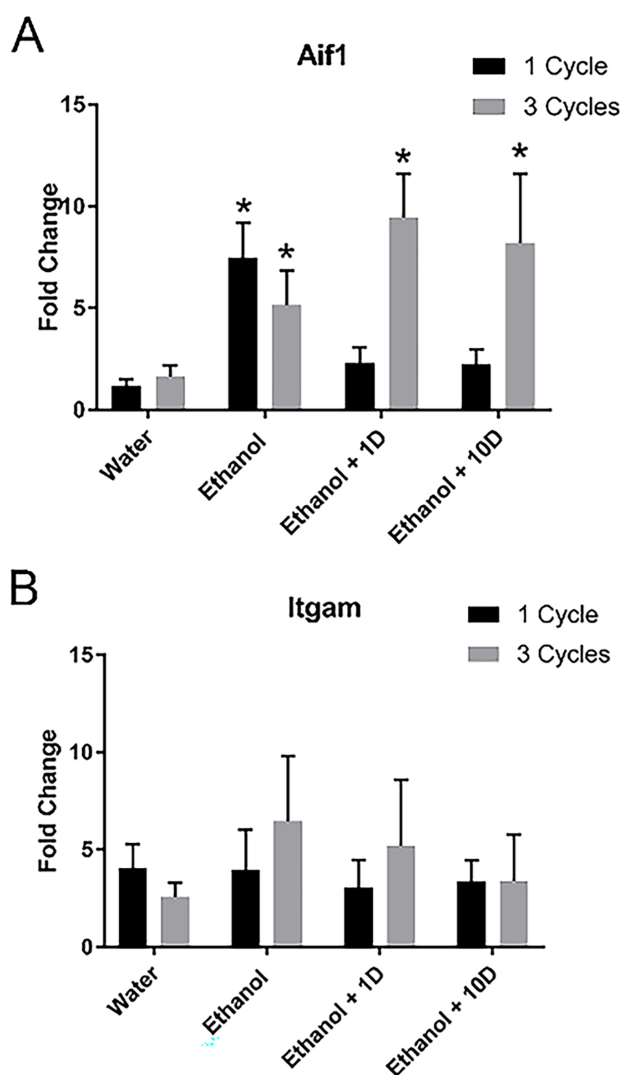 A
Aif1
1 Cycle
3 Cycles
15
10
5
0
Fold Change
*
*
*
*
Water
Ethanol
Ethanol + 1D
Ethanol + 10D
B
Itgam
1 Cycle
3 Cycles
15
10
5
0
Fold Change
Water
Ethanol
Ethanol + 1D
Ethanol + 10D